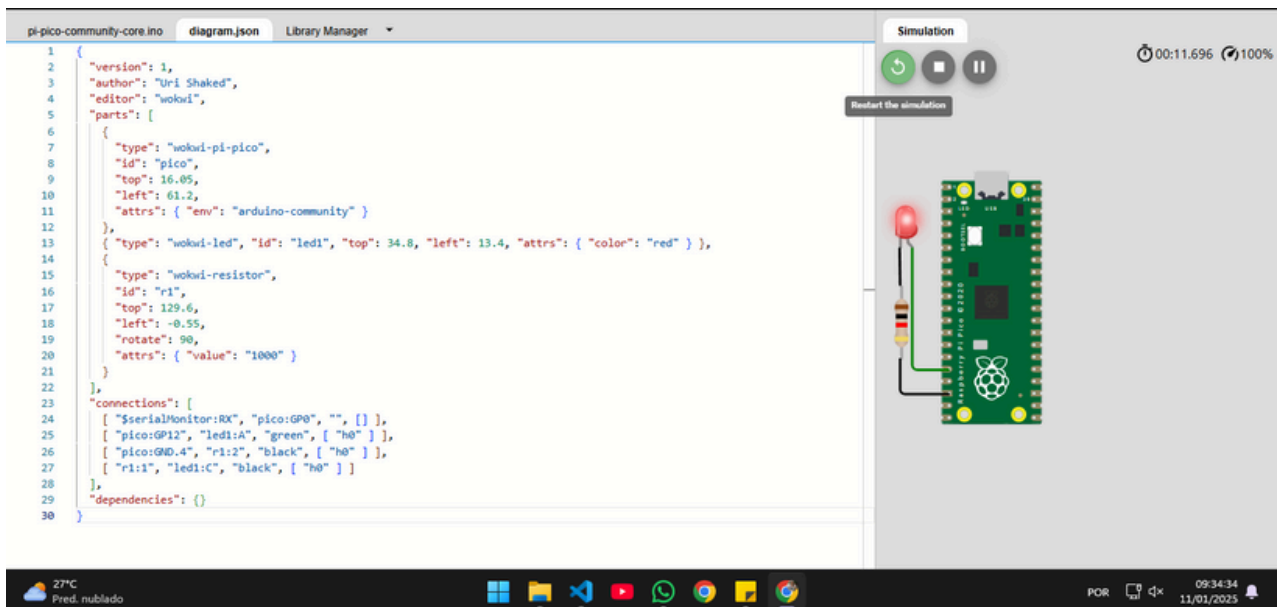 pi-pico-community-core.ino diagram.json Library Manager
1 {
2 "version": 1,
3 "author": "Uri Shaked",
4 "editor": "wokwi",
5 "parts": [
6 {
7 "type": "wokwi-pi-pico",
8 "id": "pico",
9 "top": 16.05,
10 "left": 61.2,
11 "attrs": { "env": "arduino-community" }
12 },
13 { "type": "wokwi-led", "id": "led1", "top": 34.8, "left": 13.4, "attrs": { "color": "red" } },
14 {
15 "type": "wokwi-resistor",
16 "id": "r1",
17 "top": 129.6,
18 "left": -0.55,
19 "rotate": 90,
20 "attrs": { "value": "1000" }
21 }
22 ],
23 "connections": [
24 [ "$serialMonitor:RX", "pico:GP0", "", [] ],
25 [ "pico:GP12", "led1:A", "green", [ "h0" ] ],
26 [ "pico:GND.4", "r1:2", "black", [ "h0" ] ],
27 [ "r1:1", "led1:C", "black", [ "h0" ] ]
28 ],
29 "dependencies": {}
30 }
Simulation
00:11.696 100%
Restart the simulation
LED
USB
BOOTSEL
Raspberry Pi Pico ©2020
27°C
Pred. nublado
POR
09:34:34
11/01/2025